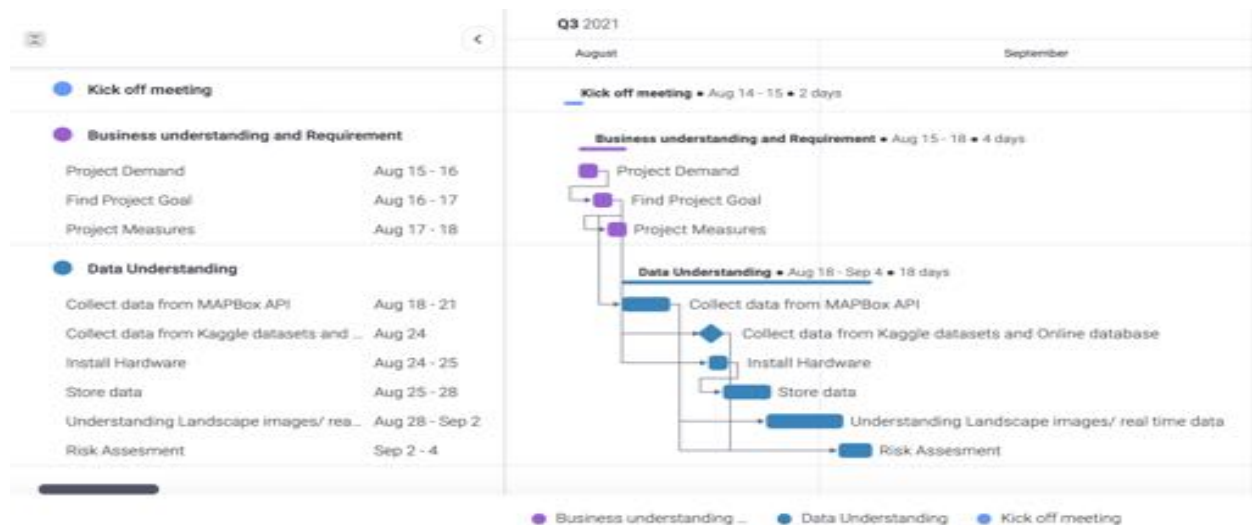 Q3 2021
August September
Kick off meeting
Kick off meeting • Aug 14 - 15 • 2 days
Business understanding and Requirement
Business understanding and Requirement • Aug 15 - 18 • 4 days
Project Demand Aug 15 - 16 Project Demand
Find Project Goal Aug 16 - 17 Find Project Goal
Project Measures Aug 17 - 18 Project Measures
Data Understanding
Data Understanding • Aug 18 - Sep 4 • 18 days
Collect data from MAPBox API Aug 18 - 21 Collect data from MAPBox API
Collect data from Kaggle datasets and ... Aug 24 Collect data from Kaggle datasets and Online database
Install Hardware Aug 24 - 25 Install Hardware
Store data Aug 25 - 28 Store data
Understanding Landscape images/ rea... Aug 28 - Sep 2 Understanding Landscape images/ real time data
Risk Assesment Sep 2 - 4 Risk Assesment
Business understanding ... Data Understanding Kick off meeting